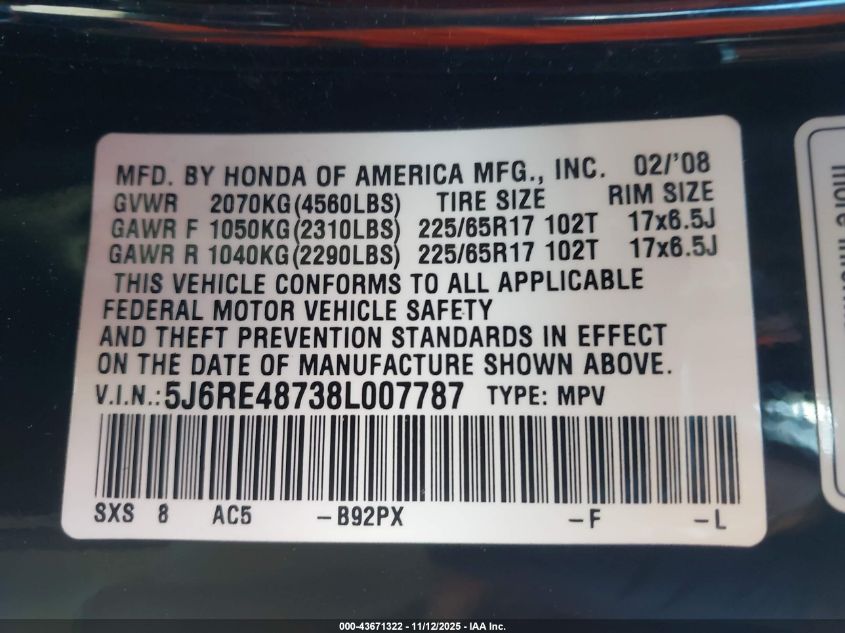 MFD. BY HONDA OF AMERICA MFG., INC. 02/'08
GVWR 2070KG(4560LBS) TIRE SIZE RIM SIZE
GAWR F 1050KG(2310LBS) 225/65R17 102T 17x6.5J
GAWR R 1040KG(2290LBS) 225/65R17 102T 17x6.5J
THIS VEHICLE CONFORMS TO ALL APPLICABLE
FEDERAL MOTOR VEHICLE SAFETY
AND THEFT PREVENTION STANDARDS IN EFFECT
ON THE DATE OF MANUFACTURE SHOWN ABOVE.
V.I.N.: 5J6RE48738L007787 TYPE: MPV
SXS 8 AC5 -B92PX -F -L
more
000-43671322 - 11/12/2025 - IAA Inc.